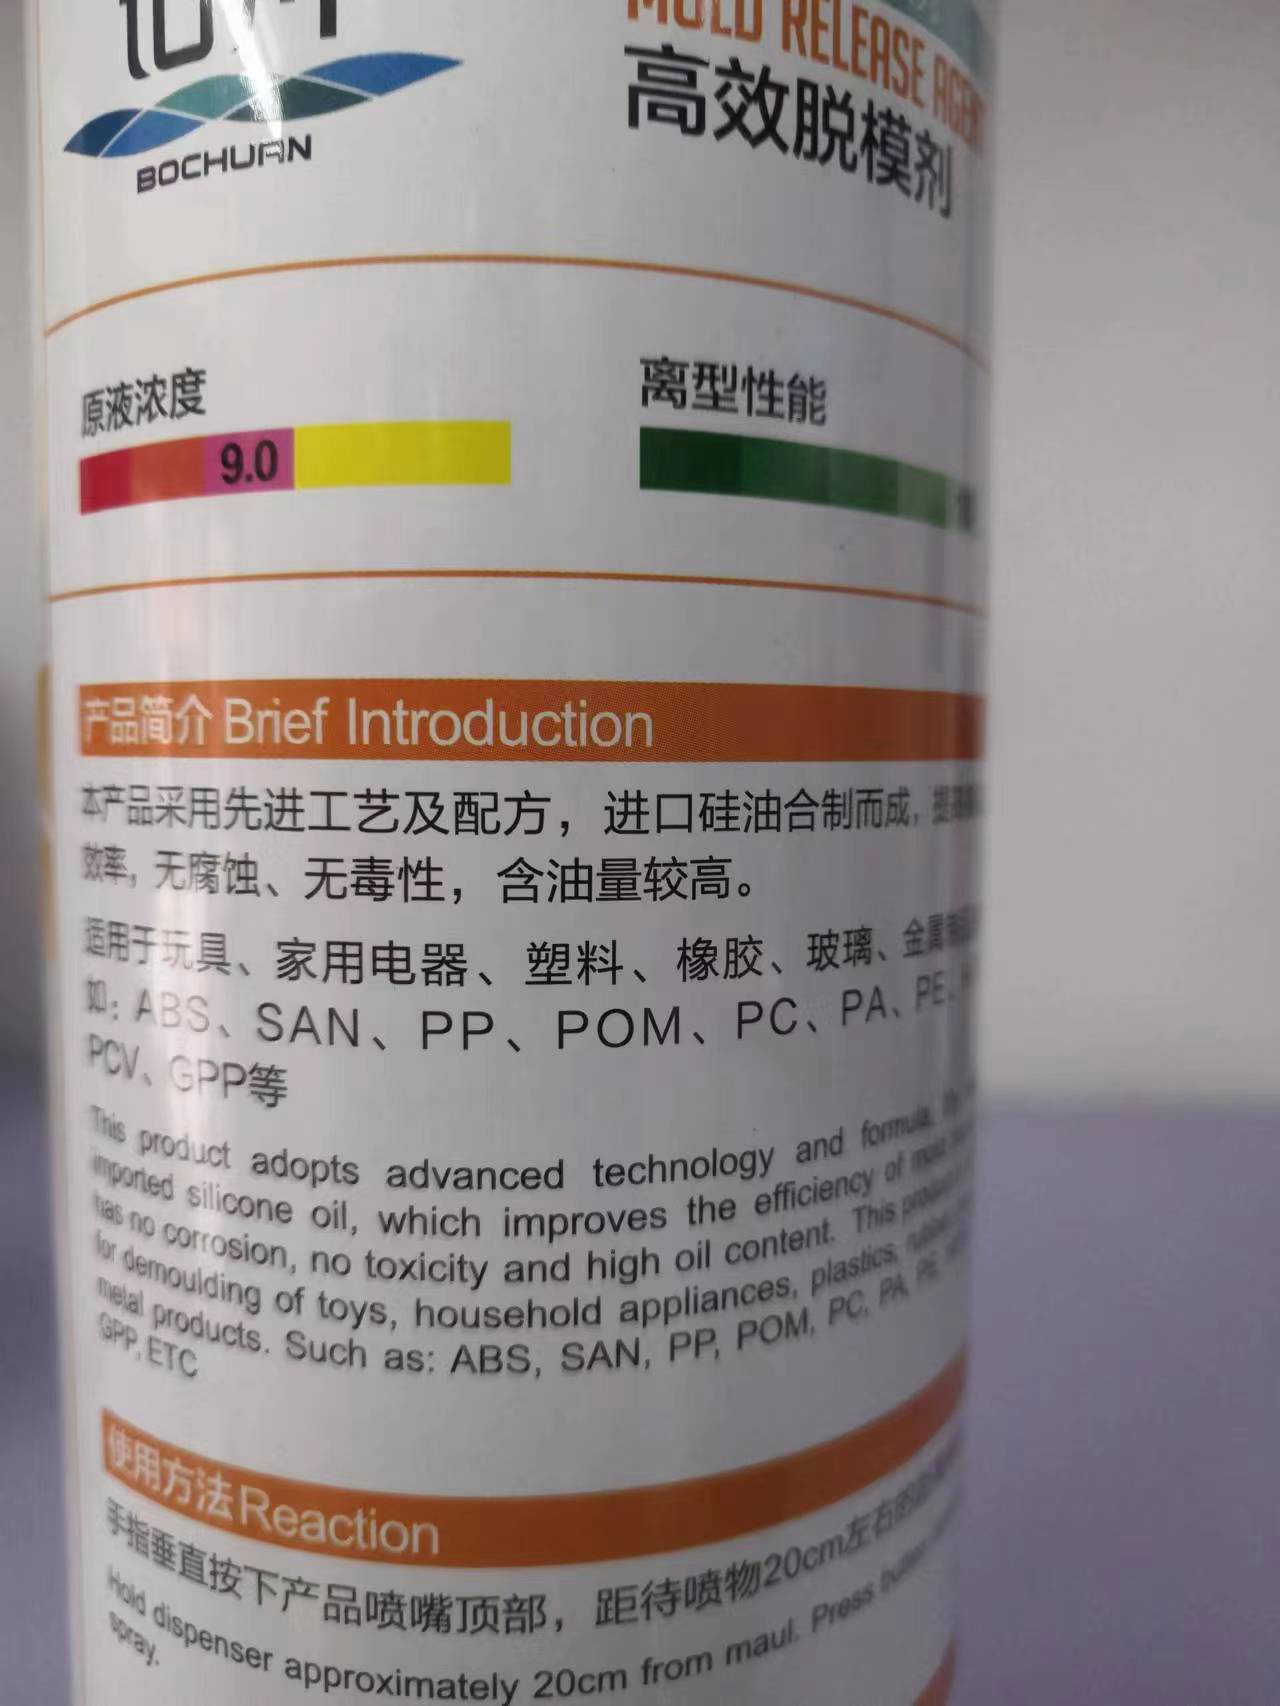 MOLD RELEASE AGENT
高效脱模剂
BOCHUAN
原液浓度
离型性能
9.0
产品简介 Brief Introduction
本产品采用先进工艺及配方，进口硅油合制而成，
效率，无腐蚀、无毒性，含油量较高。
适用于玩具、家用电器、塑料、橡胶、玻璃、金属
如：ABS、SAN、PP、POM、PC、PA、PE、
PCV、GPP等
This product adopts advanced technology and formula,
imported silicone oil, which improves the efficiency of
has no corrosion, no toxicity and high oil content. This product
for demoulding of toys, household appliances, plastics, rubber,
metal products. Such as: ABS, SAN, PP, POM, PC, PA, PE,
GPP, ETC
使用方法 Reaction
手指垂直按下产品喷嘴顶部，距待喷物20cm左右的
Hold dispenser approximately 20cm from maul. Press button
spray.